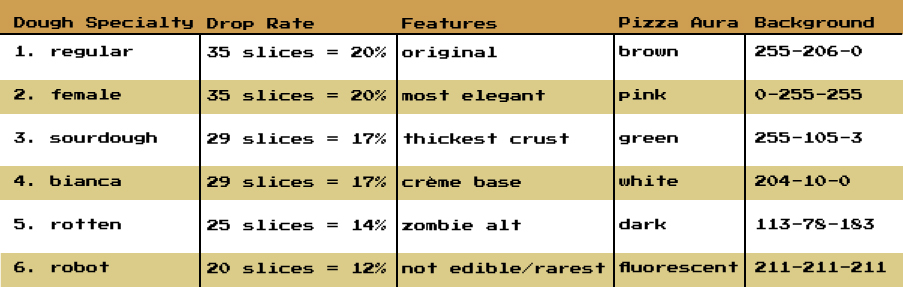 Dough Specialty Drop Rate Features Pizza Aura Background
1. regular 35 slices = 20% original brown 255-206-0
2. female 35 slices = 20% most elegant pink 0-255-255
3. sourdough 29 slices = 17% thickest crust green 255-105-3
4. bianca 29 slices = 17% crème base white 204-10-0
5. rotten 25 slices = 14% zombie alt dark 113-78-183
6. robot 20 slices = 12% not edible/rarest fluorescent 211-211-211